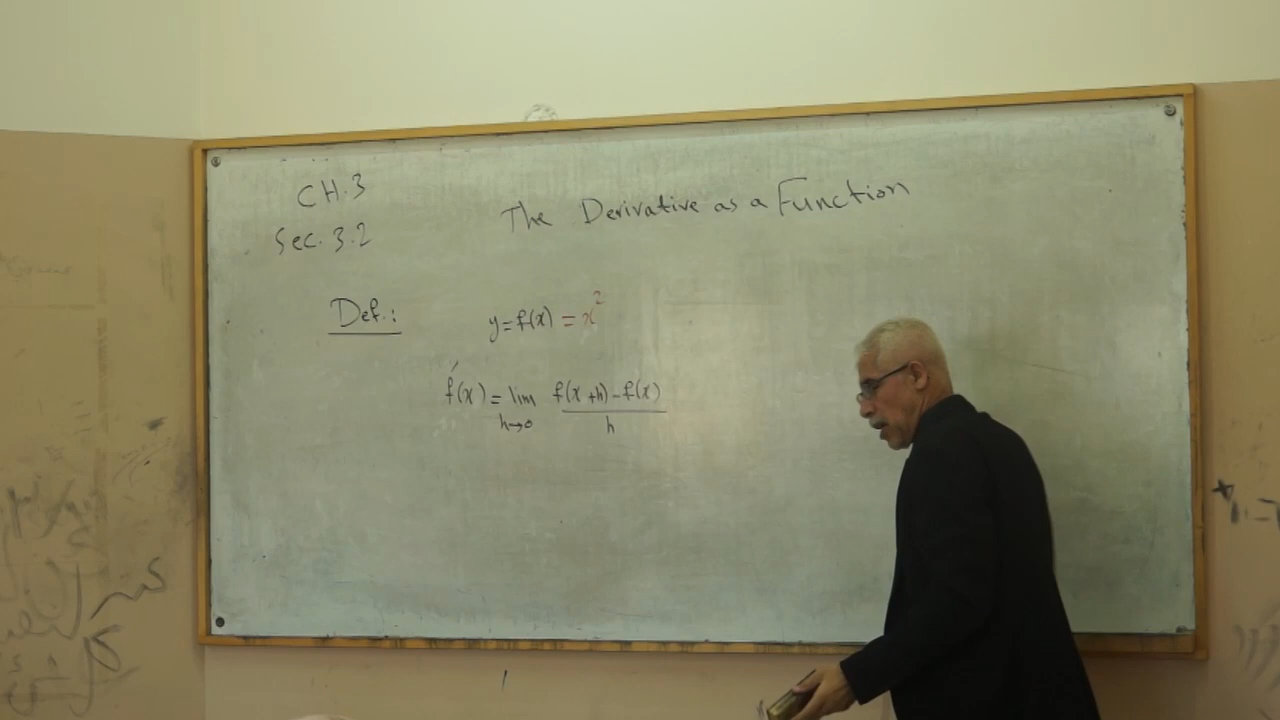 CH.3
Sec. 3.2
The Derivative as a Function
Def.:
y = f(x) = x²
f'(x) = lim f(x+h) - f(x)
h→0 h